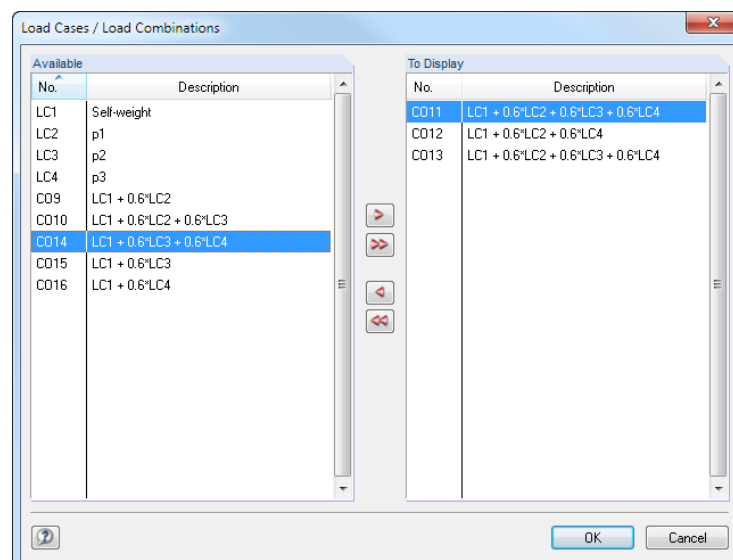 Load Cases / Load Combinations
Available
No. Description
LC1 Self-weight
LC2 p1
LC3 p2
LC4 p3
CO9 LC1 + 0.6*LC2
CO10 LC1 + 0.6*LC2 + 0.6*LC3
CO14 LC1 + 0.6*LC3 + 0.6*LC4
CO15 LC1 + 0.6*LC3
CO16 LC1 + 0.6*LC4
To Display
No. Description
CO11 LC1 + 0.6*LC2 + 0.6*LC3 + 0.6*LC4
CO12 LC1 + 0.6*LC2 + 0.6*LC4
CO13 LC1 + 0.6*LC2 + 0.6*LC3 + 0.6*LC4
OK Cancel